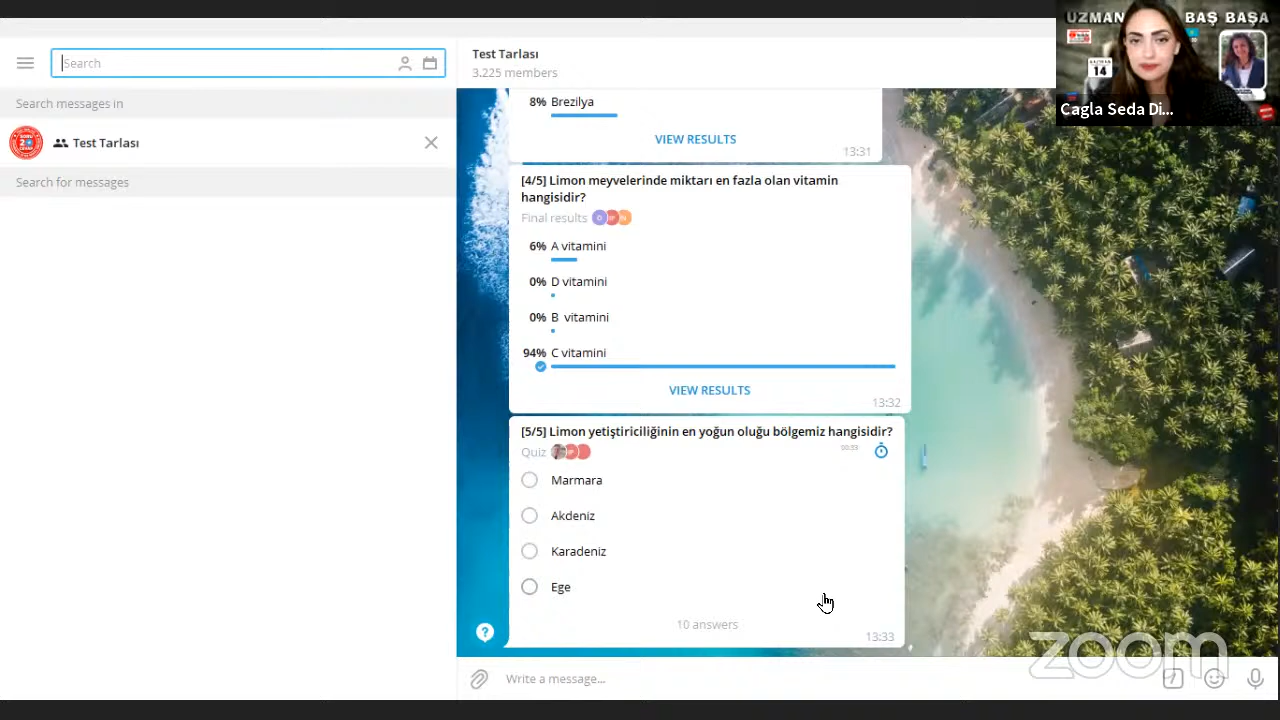 Search
Search messages in
Test Tarlası
Search for messages
Test Tarlası
3.225 members
8% Brezilya
VIEW RESULTS
13:31
[4/5] Limon meyvelerinde miktarı en fazla olan vitamin
hangisidir?
Final results
6% A vitamini
0% D vitamini
0% B vitamini
94% C vitamini
VIEW RESULTS
13:32
[5/5] Limon yetiştiriciliğinin en yoğun oluğu bölgemiz hangisidir?
Quiz
00:33
Marmara
Akdeniz
Karadeniz
Ege
10 answers
13:33
Write a message...
UZMAN
BAŞ BAŞA
14
Cagla Seda Di...
zoom